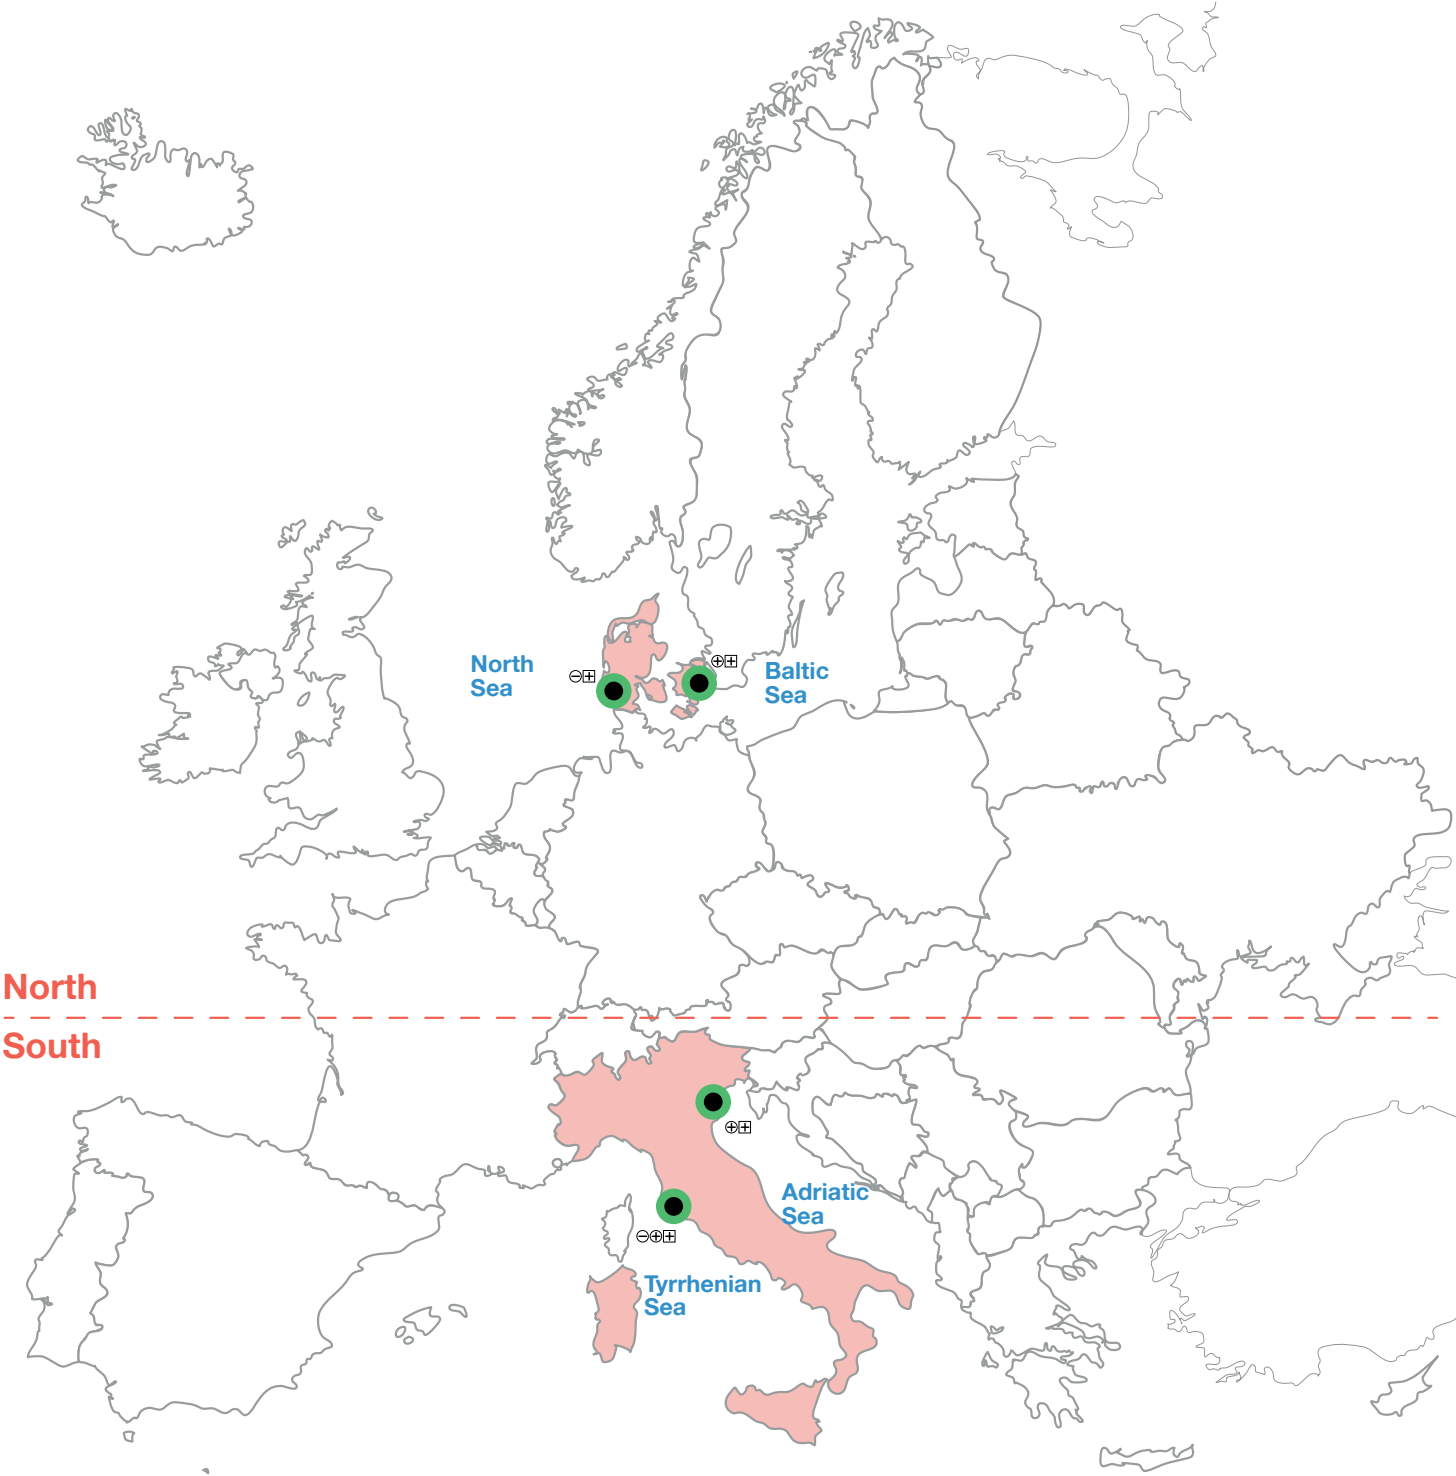 North
Sea
⊖⊞
⊕⊞
Baltic
Sea
North
South
⊕⊞
Adriatic
Sea
⊖⊕⊞
Tyrrhenian
Sea